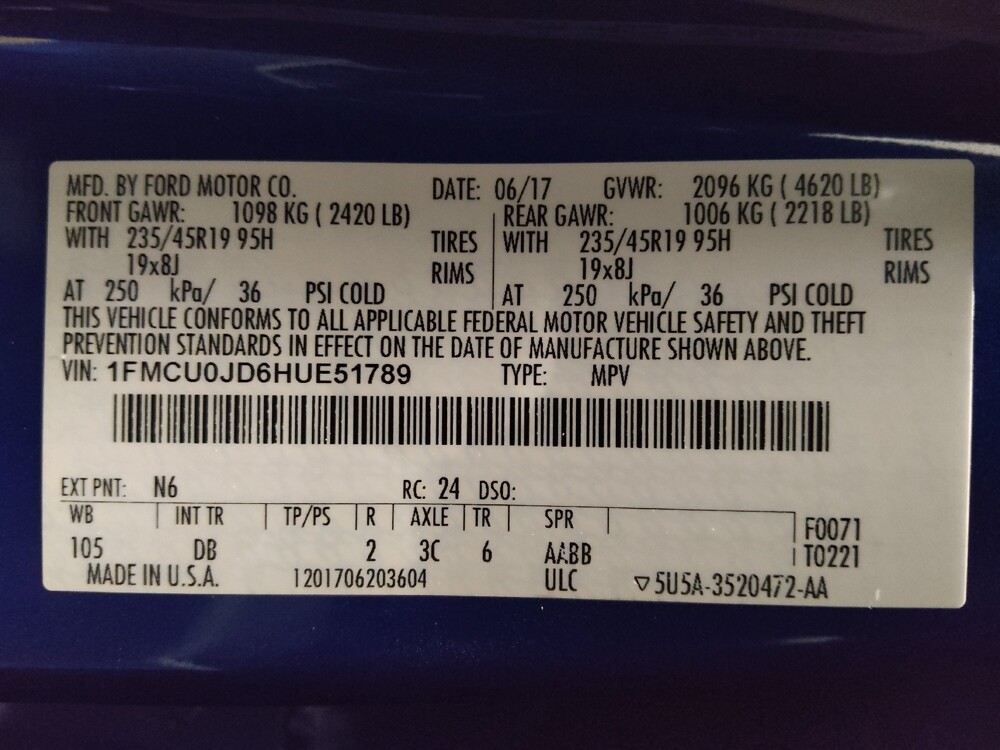 MFD. BY FORD MOTOR CO. DATE: 06/17 GVWR: 2096 KG ( 4620 LB)
FRONT GAWR: 1098 KG ( 2420 LB) REAR GAWR: 1006 KG ( 2218 LB)
WITH 235/45R19 95H TIRES WITH 235/45R19 95H TIRES
19x8J RIMS 19x8J RIMS
AT 250 kPa/ 36 PSI COLD AT 250 kPa/ 36 PSI COLD
THIS VEHICLE CONFORMS TO ALL APPLICABLE FEDERAL MOTOR VEHICLE SAFETY AND THEFT
PREVENTION STANDARDS IN EFFECT ON THE DATE OF MANUFACTURE SHOWN ABOVE.
VIN: 1FMCU0JD6HUE51789 TYPE: MPV
EXT PNT: N6 RC: 24 DSO:
WB INT TR TP/PS R AXLE TR SPR F0071
105 DB 2 3C 6 AABB T0221
MADE IN U.S.A. 1201706203604 ULC ▽5U5A-3520472-AA